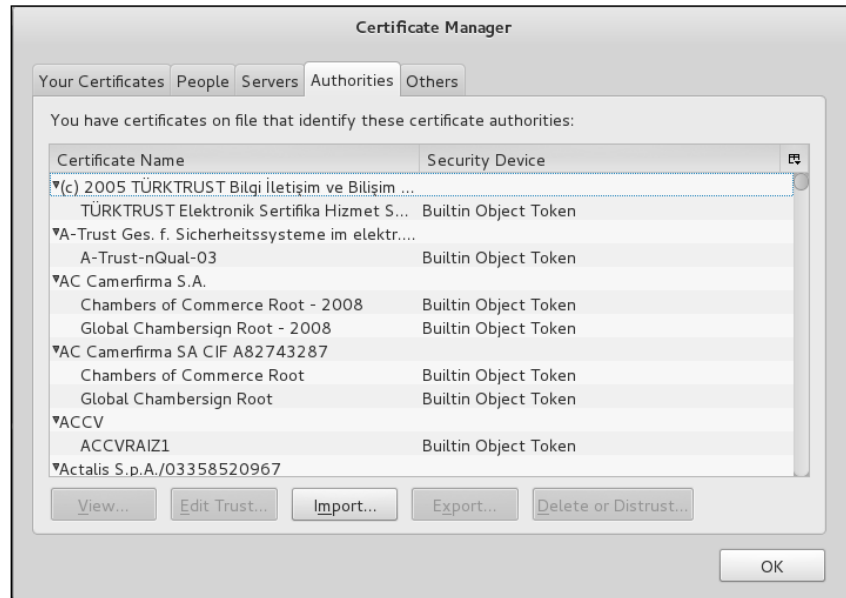 Certificate Manager
Your Certificates People Servers Authorities Others
You have certificates on file that identify these certificate authorities:
Certificate Name Security Device
(c) 2005 TÜRKTRUST Bilgi İletişim ve Bilişim ...
TÜRKTRUST Elektronik Sertifika Hizmet S... Builtin Object Token
A-Trust Ges. f. Sicherheitssysteme im elektr....
A-Trust-nQual-03 Builtin Object Token
AC Camerfirma S.A.
Chambers of Commerce Root - 2008 Builtin Object Token
Global Chambersign Root - 2008 Builtin Object Token
AC Camerfirma SA CIF A82743287
Chambers of Commerce Root Builtin Object Token
Global Chambersign Root Builtin Object Token
ACCV
ACCVRAIZ1 Builtin Object Token
Actalis S.p.A./03358520967
View... Edit Trust... Import... Export... Delete or Distrust...
OK